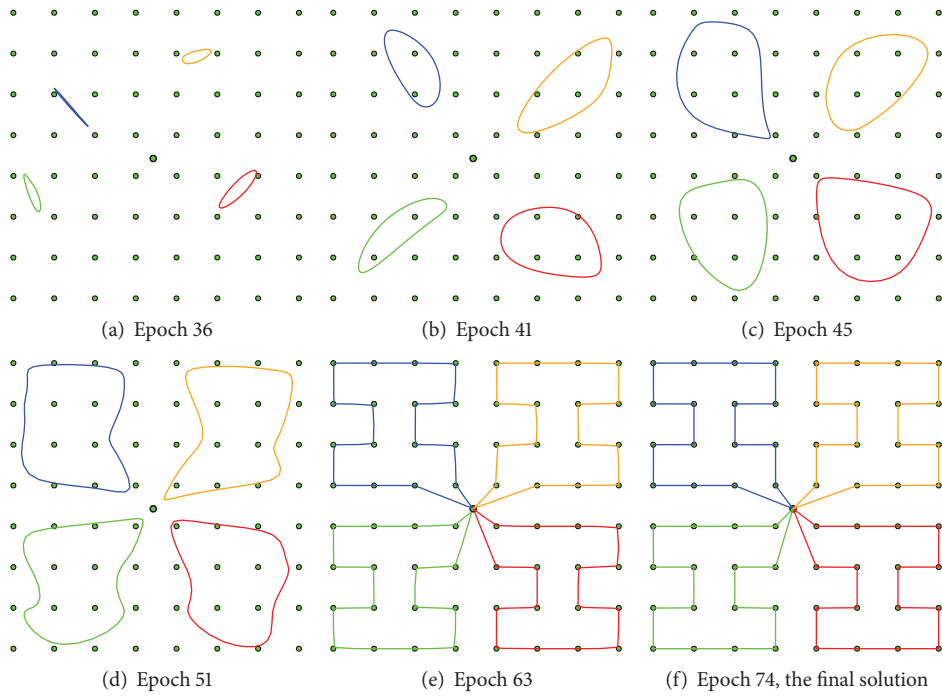 (a) Epoch 36
(b) Epoch 41
(c) Epoch 45
(d) Epoch 51
(e) Epoch 63
(f) Epoch 74, the final solution